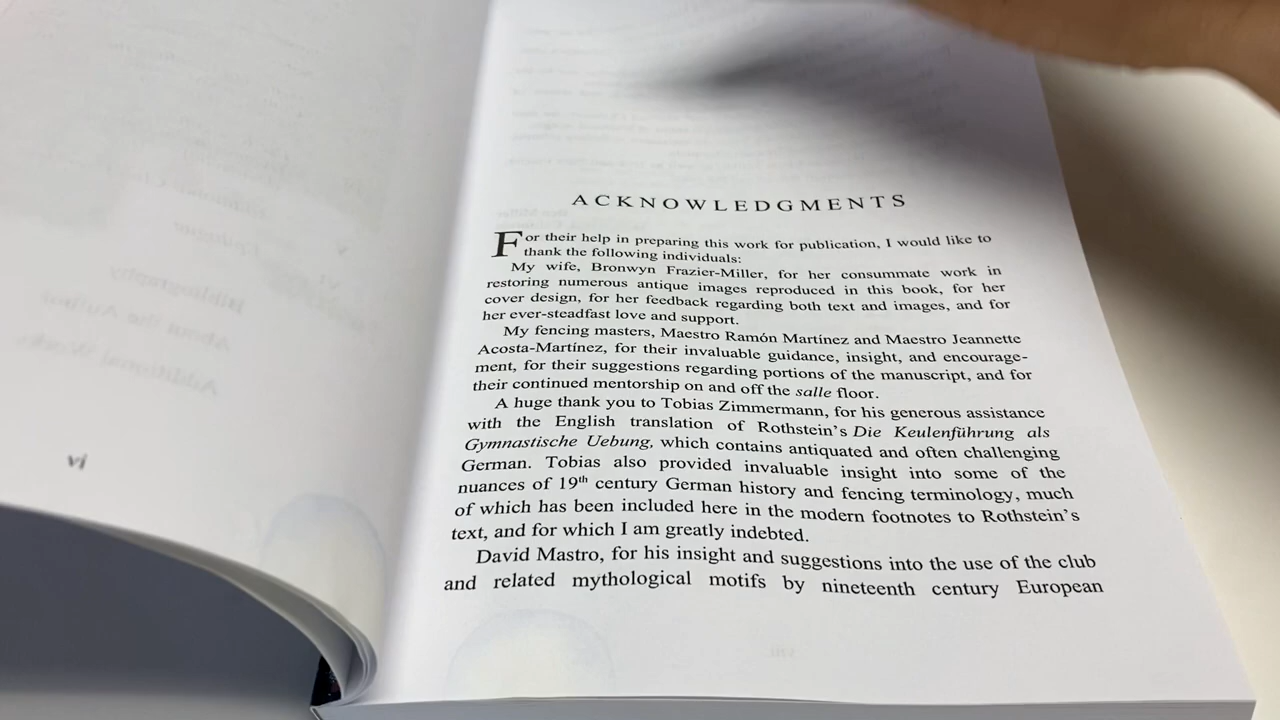 vi
ACKNOWLEDGMENTS
For their help in preparing this work for publication, I would like to
thank the following individuals:
My wife, Bronwyn Frazier-Miller, for her consummate work in
restoring numerous antique images reproduced in this book, for her
cover design, for her feedback regarding both text and images, and for
her ever-steadfast love and support.
My fencing masters, Maestro Ramón Martínez and Maestro Jeannette
Acosta-Martínez, for their invaluable guidance, insight, and encourage-
ment, for their suggestions regarding portions of the manuscript, and for
their continued mentorship on and off the salle floor.
A huge thank you to Tobias Zimmermann, for his generous assistance
with the English translation of Rothstein's Die Keulenführung als
Gymnastische Uebung, which contains antiquated and often challenging
German. Tobias also provided invaluable insight into some of the
nuances of 19th century German history and fencing terminology, much
of which has been included here in the modern footnotes to Rothstein's
text, and for which I am greatly indebted.
David Mastro, for his insight and suggestions into the use of the club
and related mythological motifs by nineteenth century European